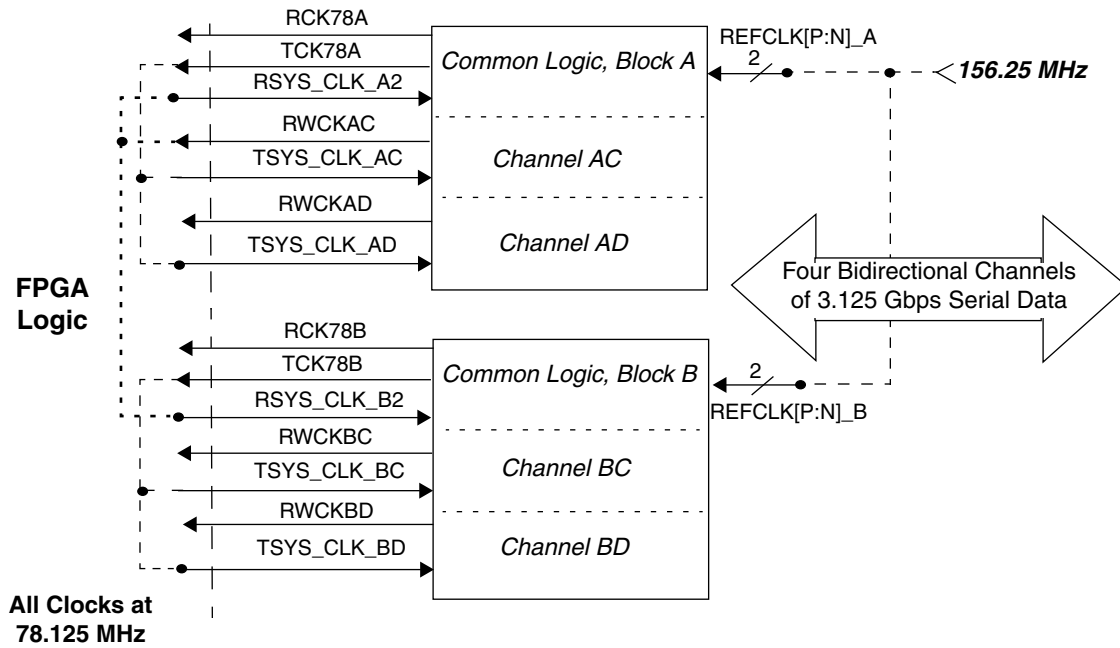 RCK78A
TCK78A
RSYS_CLK_A2
RWCKAC
TSYS_CLK_AC
RWCKAD
TSYS_CLK_AD
Common Logic, Block A
Channel AC
Channel AD
REFCLK[P:N]_A
2
156.25 MHz
FPGA
Logic
Four Bidirectional Channels
of 3.125 Gbps Serial Data
RCK78B
TCK78B
RSYS_CLK_B2
RWCKBC
TSYS_CLK_BC
RWCKBD
TSYS_CLK_BD
Common Logic, Block B
Channel BC
Channel BD
2
REFCLK[P:N]_B
All Clocks at
78.125 MHz